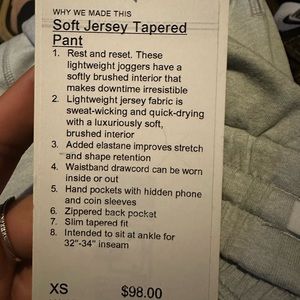 WHY WE MADE THIS
Soft Jersey Tapered
Pant
1. Rest and reset. These
lightweight joggers have a
softly brushed interior that
makes downtime irresistible
2. Lightweight jersey fabric is
sweat-wicking and quick-drying
with a luxuriously soft,
brushed interior
3. Added elastane improves stretch
and shape retention
4. Waistband drawcord can be worn
inside or out
5. Hand pockets with hidden phone
and coin sleeves
6. Zippered back pocket
7. Slim tapered fit
8. Intended to sit at ankle for
32"-34" inseam
XS $98.00